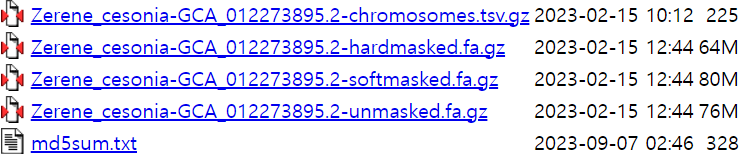 Zerene_cesonia-GCA_012273895.2-chromosomes.tsv.gz 2023-02-15 10:12 225
Zerene_cesonia-GCA_012273895.2-hardmasked.fa.gz 2023-02-15 12:44 64M
Zerene_cesonia-GCA_012273895.2-softmasked.fa.gz 2023-02-15 12:44 80M
Zerene_cesonia-GCA_012273895.2-unmasked.fa.gz 2023-02-15 12:44 76M
md5sum.txt 2023-09-07 02:46 328